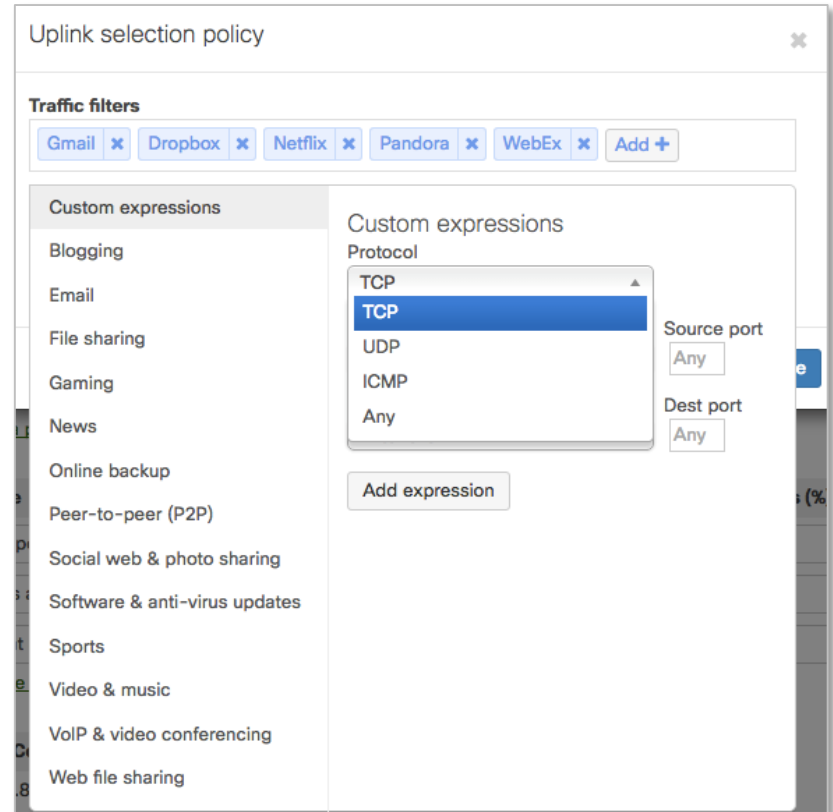 Uplink selection policy
Traffic filters
Gmail Dropbox Netflix Pandora WebEx Add
Custom expressions
Blogging
Email
File sharing
Gaming
News
Online backup
Peer-to-peer (P2P)
Social web & photo sharing
Software & anti-virus updates
Sports
Video & music
VoIP & video conferencing
Web file sharing
Custom expressions
Protocol
TCP
TCP
UDP
ICMP
Any
Source port
Any
Dest port
Any
Add expression